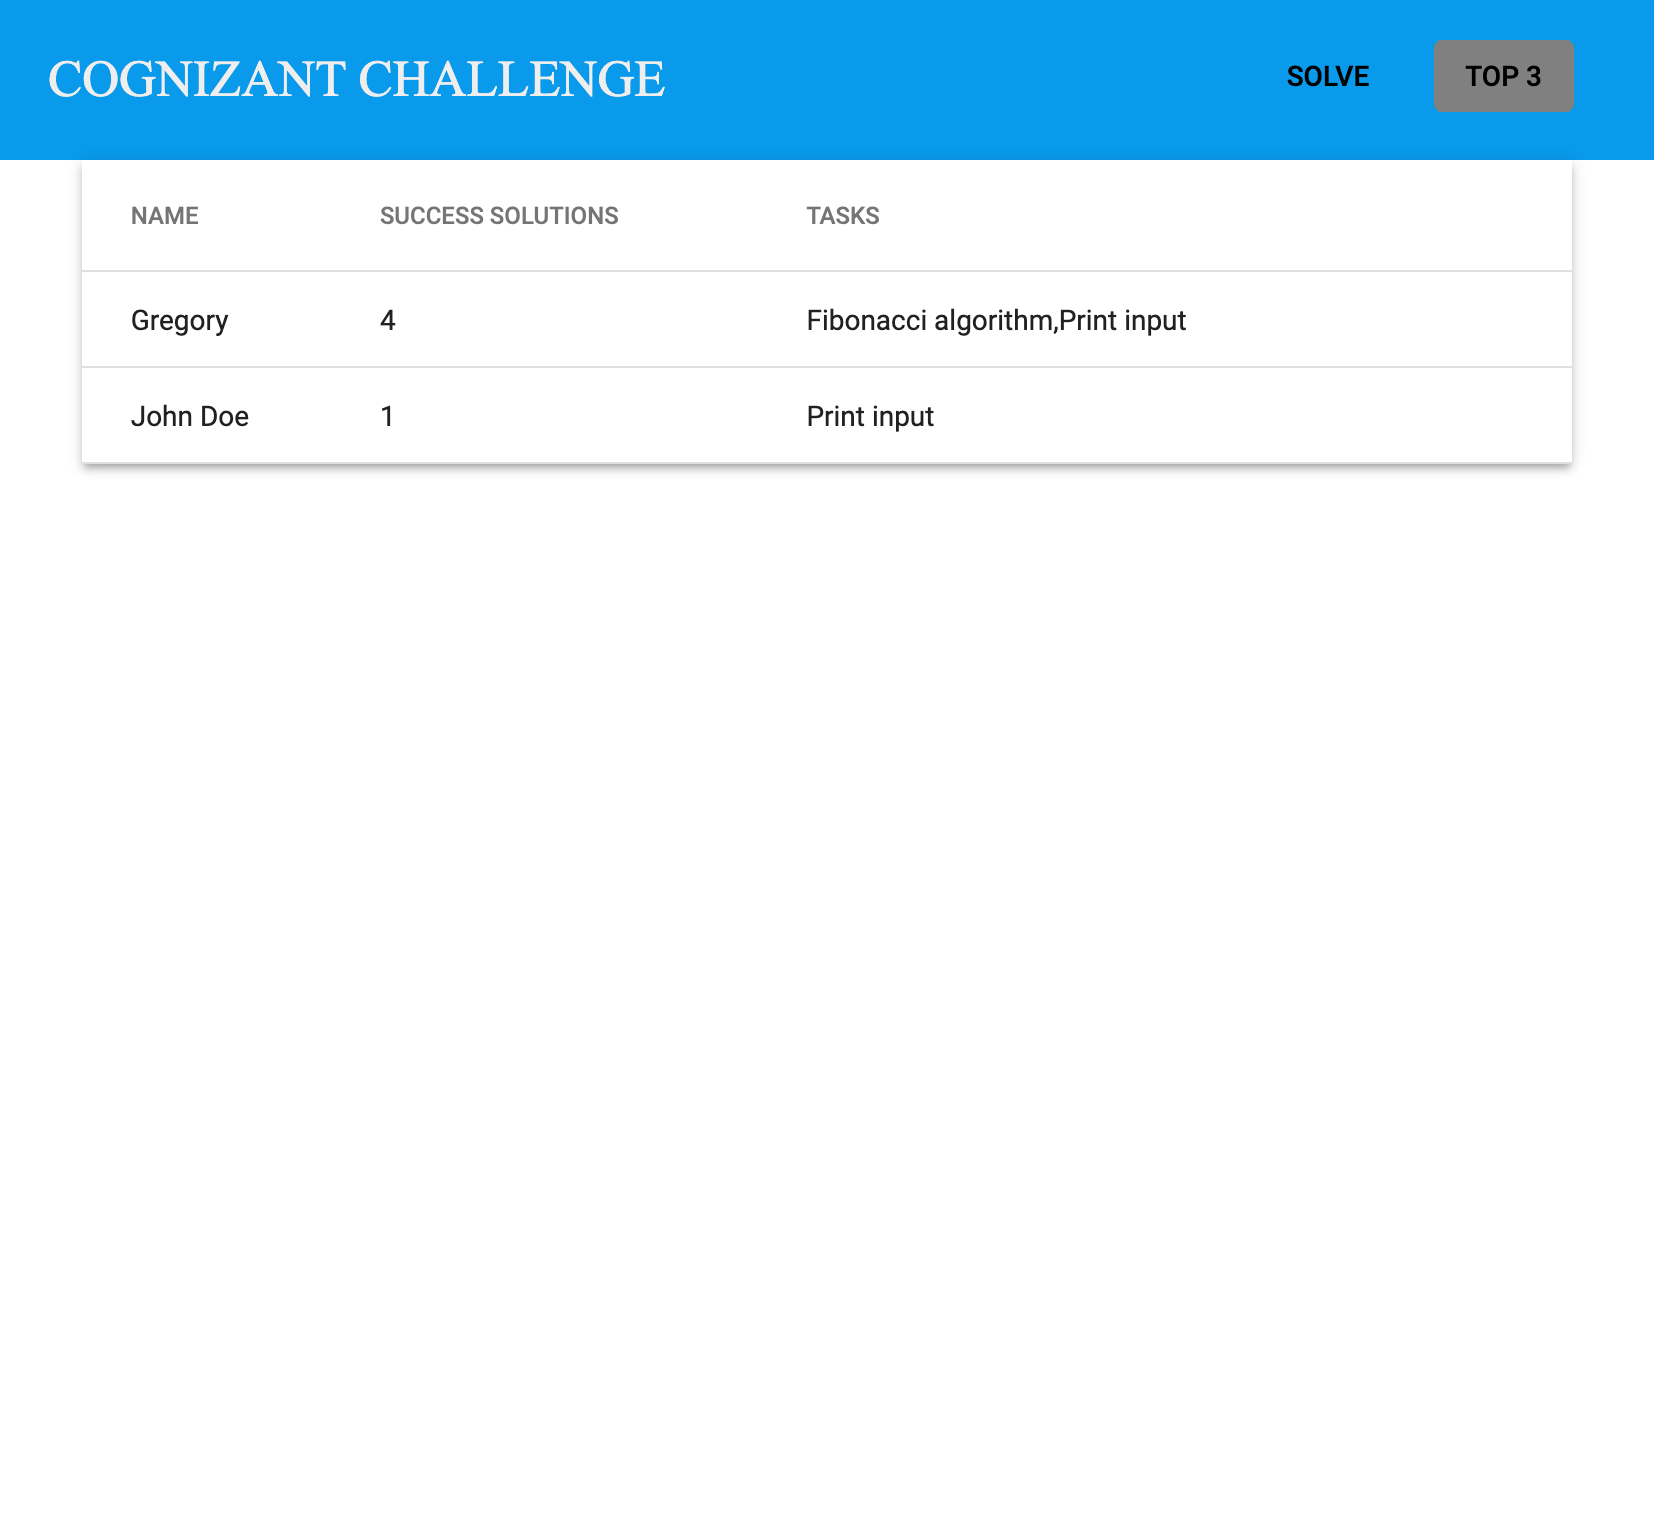 COGNIZANT CHALLENGE SOLVE TOP 3
NAME SUCCESS SOLUTIONS TASKS
Gregory 4 Fibonacci algorithm,Print input
John Doe 1 Print input